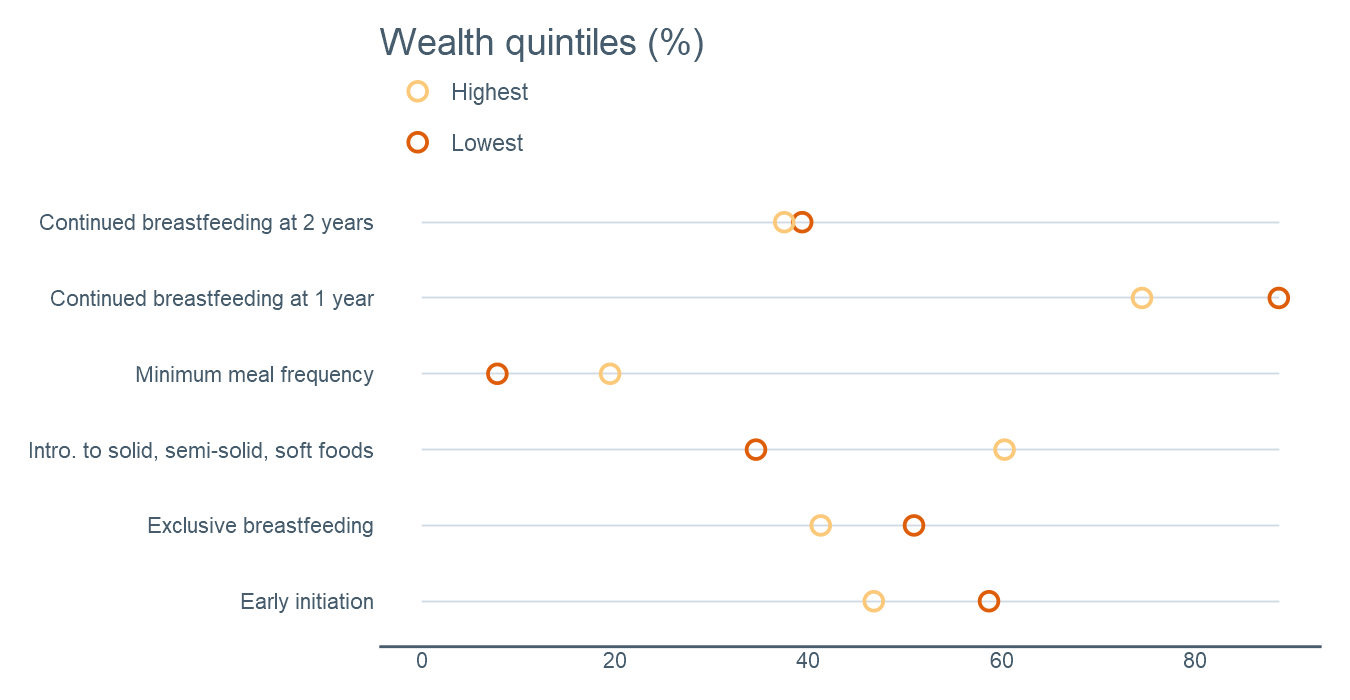 Wealth quintiles (%)
Highest
Lowest
Continued breastfeeding at 2 years
Continued breastfeeding at 1 year
Minimum meal frequency
Intro. to solid, semi-solid, soft foods
Exclusive breastfeeding
Early initiation
0 20 40 60 80